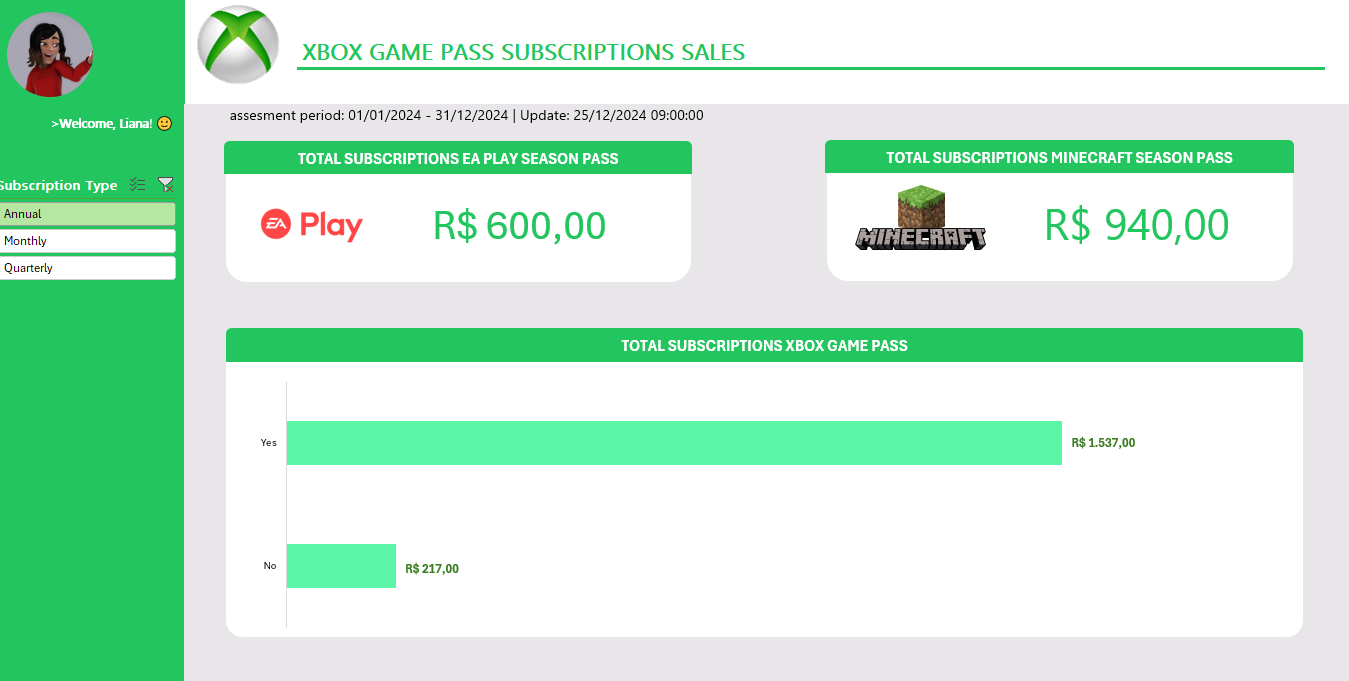 XBOX GAME PASS SUBSCRIPTIONS SALES
>Welcome, Liana!
assesment period: 01/01/2024 - 31/12/2024 | Update: 25/12/2024 09:00:00
Subscription Type
Annual
Monthly
Quarterly
TOTAL SUBSCRIPTIONS EA PLAY SEASON PASS
EA Play
R$ 600,00
TOTAL SUBSCRIPTIONS MINECRAFT SEASON PASS
MINECRAFT
R$ 940,00
TOTAL SUBSCRIPTIONS XBOX GAME PASS
Yes
R$ 1.537,00
No
R$ 217,00